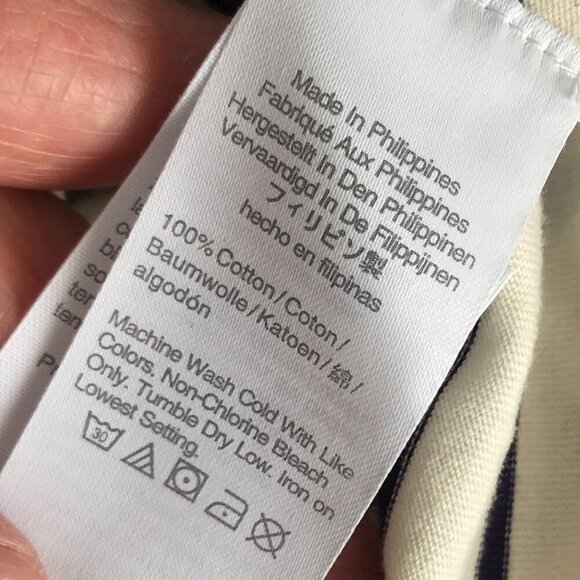 Made In Philippines
Fabriqué Aux Philippines
Hergestellt In Den Philippinen
Vervaardigd In De Filippijnen
フィリピン製
hecho en filipinas
100% Cotton / Coton /
Baumwolle / Katoen / 綿 /
algodón
Machine Wash Cold With Like
Colors, Non-Chlorine Bleach
Only. Tumble Dry Low. Iron on
Lowest Setting.
30